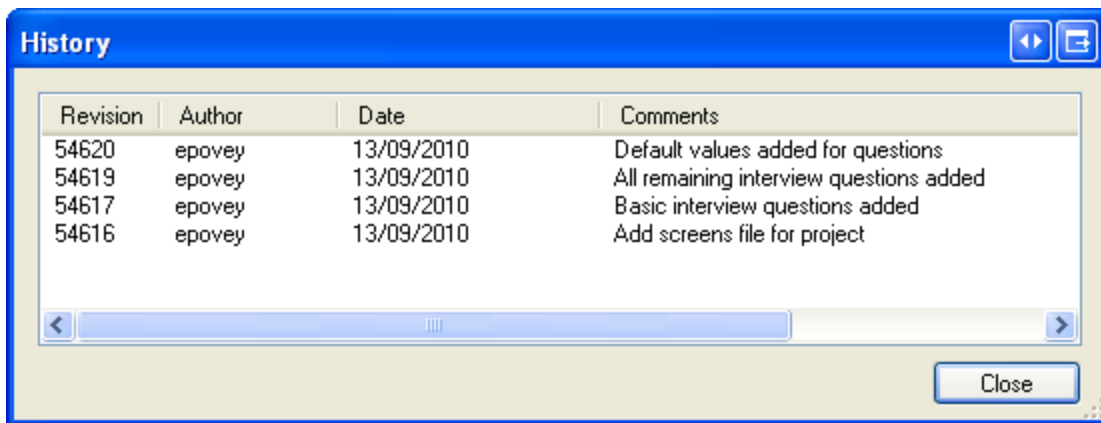 History
Revision Author Date Comments
54620 epovey 13/09/2010 Default values added for questions
54619 epovey 13/09/2010 All remaining interview questions added
54617 epovey 13/09/2010 Basic interview questions added
54616 epovey 13/09/2010 Add screens file for project
Close